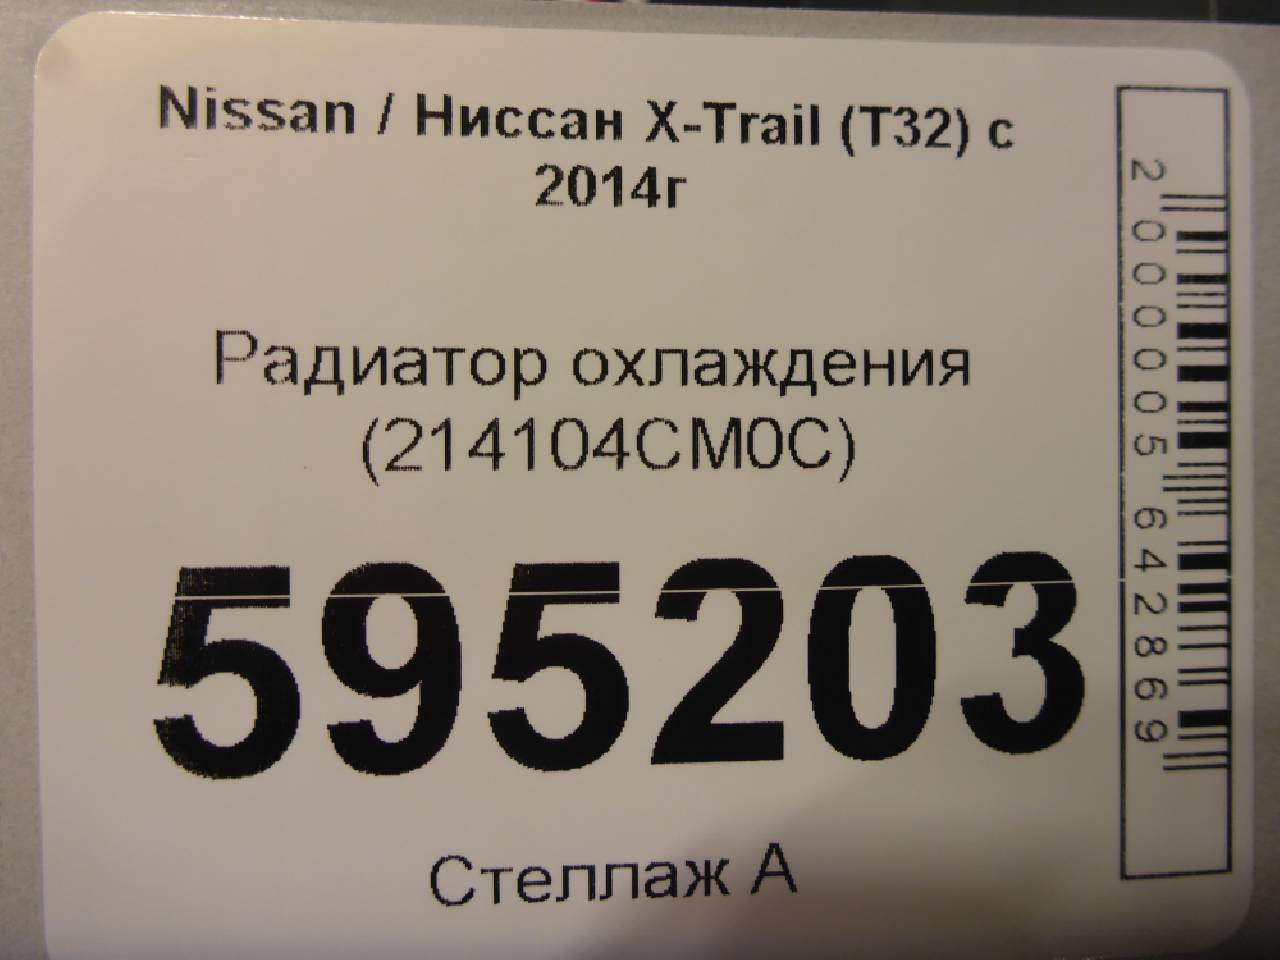 Nissan / Ниссан X-Trail (T32) с
2014г
Радиатор охлаждения
(214104CM0C)
595203
Стеллаж А
2000005642869